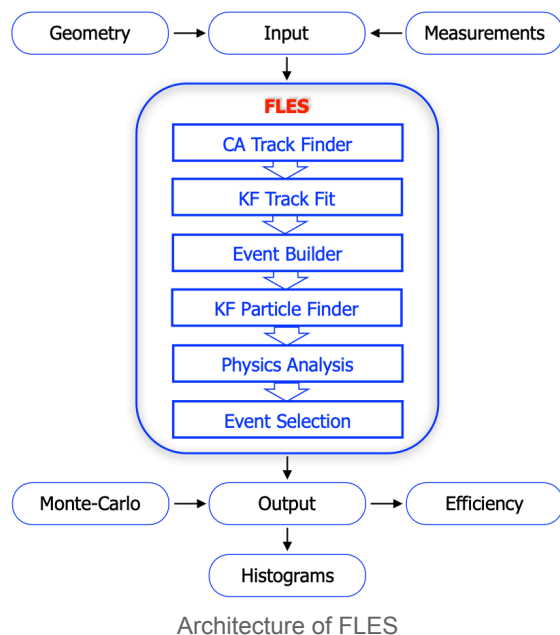 Geometry
Input
Measurements
FLES
CA Track Finder
KF Track Fit
Event Builder
KF Particle Finder
Physics Analysis
Event Selection
Monte-Carlo
Output
Efficiency
Histograms
Architecture of FLES